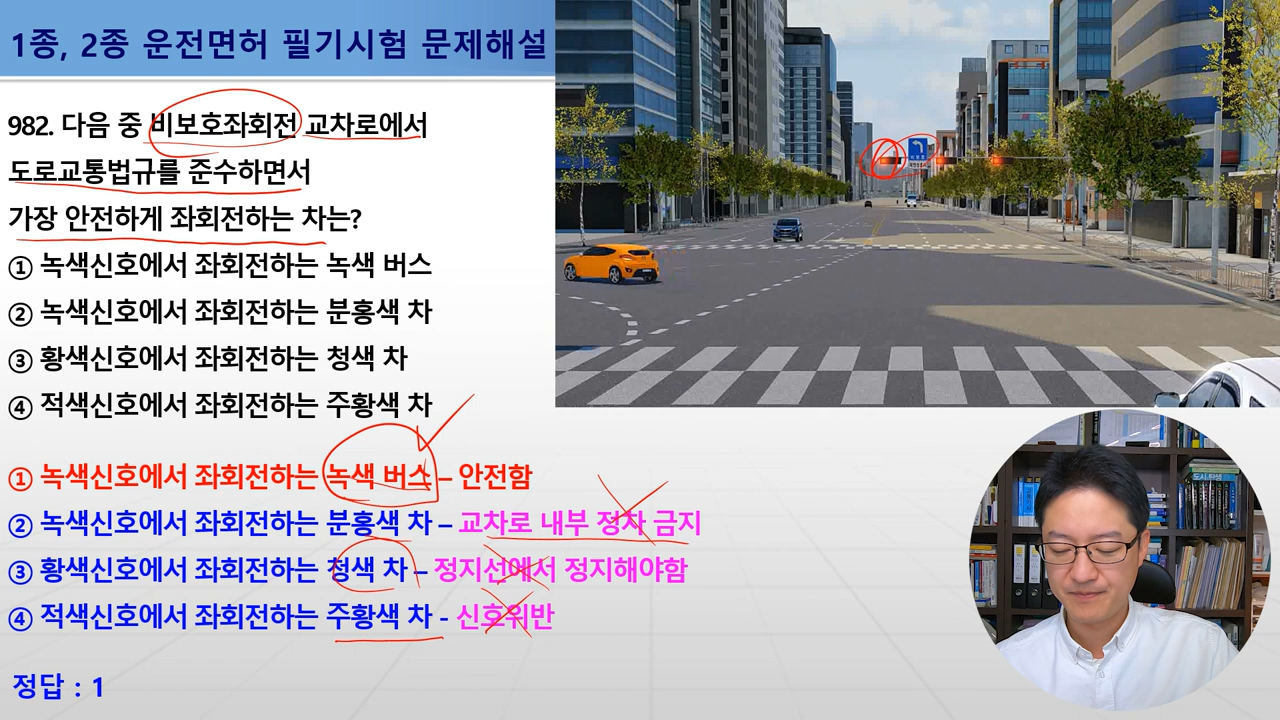 1종, 2종 운전면허 필기시험 문제해설
982. 다음 중 비보호좌회전 교차로에서
도로교통법규를 준수하면서
가장 안전하게 좌회전하는 차는?
① 녹색신호에서 좌회전하는 녹색 버스
② 녹색신호에서 좌회전하는 분홍색 차
③ 황색신호에서 좌회전하는 청색 차
④ 적색신호에서 좌회전하는 주황색 차
① 녹색신호에서 좌회전하는 녹색 버스 – 안전함
② 녹색신호에서 좌회전하는 분홍색 차 – 교차로 내부 정차 금지
③ 황색신호에서 좌회전하는 청색 차 – 정지선에서 정지해야함
④ 적색신호에서 좌회전하는 주황색 차 - 신호위반
정답 : 1
비보호
도시.탄생